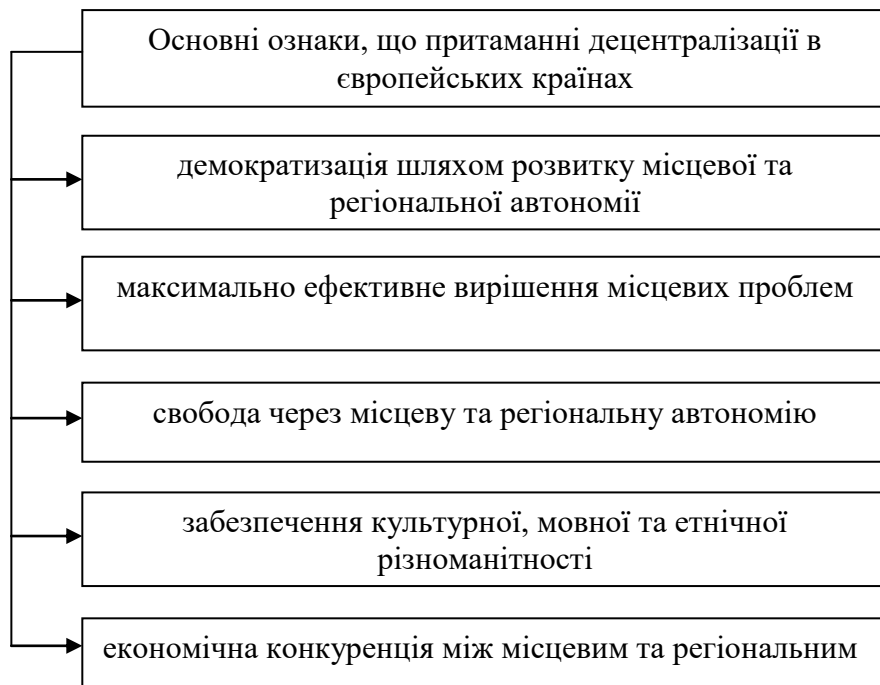 Основні ознаки, що притаманні децентралізації в
європейських країнах
демократизація шляхом розвитку місцевої та
регіональної автономії
максимально ефективне вирішення місцевих проблем
свобода через місцеву та регіональну автономію
забезпечення культурної, мовної та етнічної
різноманітності
економічна конкуренція між місцевим та регіональним